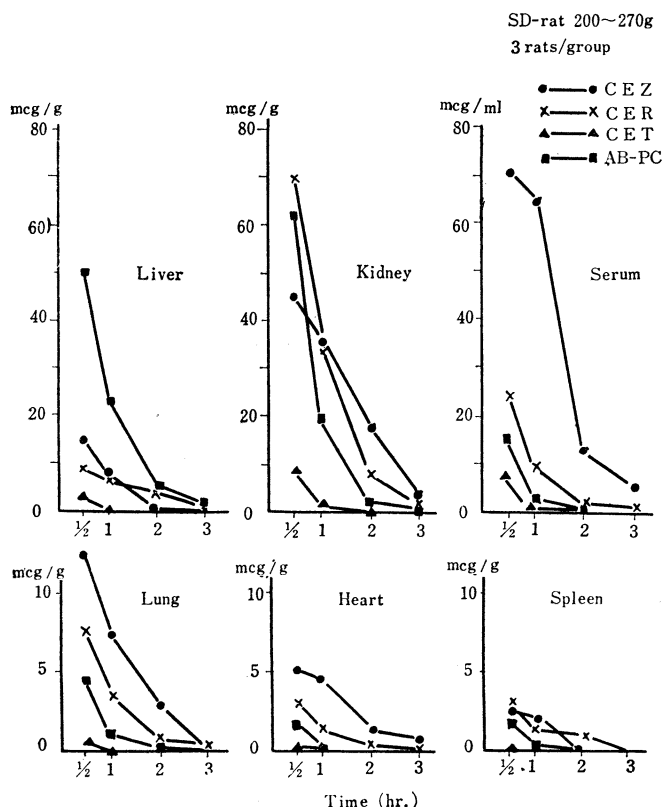 SD-rat 200~270g
3 rats/group
CEZ
CER
CET
AB-PC
mcg/g
80
60
40
20
0
Liver
½ 1 2 3
mcg/g
80
60
40
20
0
Kidney
½ 1 2 3
mcg/ml
80
60
40
20
0
Serum
½ 1 2 3
mcg/g
10
5
0
Lung
½ 1 2 3
mcg/g
10
5
0
Heart
½ 1 2 3
mcg/g
10
5
0
Spleen
½ 1 2 3
Time (hr.)